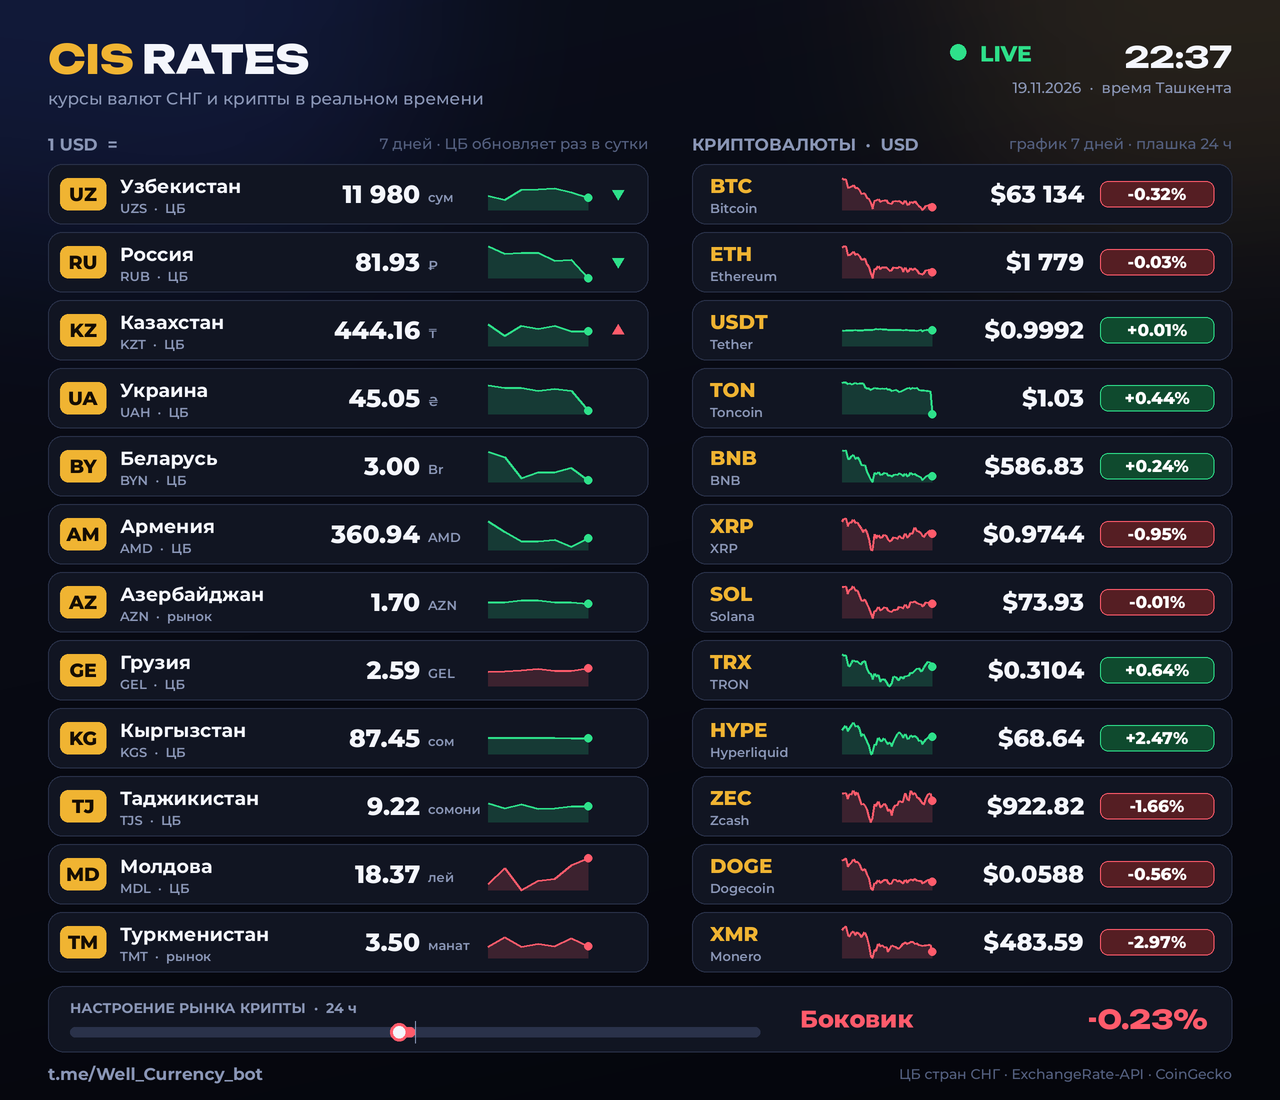 CIS RATES
курсы валют СНГ и крипты в реальном времени
LIVE 22:37
19.11.2026 · время Ташкента
1 USD =
7 дней · ЦБ обновляет раз в сутки
UZ Узбекистан 11 980 сум
UZS · ЦБ
RU Россия 81.93 ₽
RUB · ЦБ
KZ Казахстан 444.16 ₸
KZT · ЦБ
UA Украина 45.05 ₴
UAH · ЦБ
BY Беларусь 3.00 Br
BYN · ЦБ
AM Армения 360.94 AMD
AMD · ЦБ
AZ Азербайджан 1.70 AZN
AZN · рынок
GE Грузия 2.59 GEL
GEL · ЦБ
KG Кыргызстан 87.45 сом
KGS · ЦБ
TJ Таджикистан 9.22 сомони
TJS · ЦБ
MD Молдова 18.37 лей
MDL · ЦБ
TM Туркменистан 3.50 манат
TMT · рынок
КРИПТОВАЛЮТЫ · USD
график 7 дней · плашка 24 ч
BTC $63 134 -0.32%
Bitcoin
ETH $1 779 -0.03%
Ethereum
USDT $0.9992 +0.01%
Tether
TON $1.03 +0.44%
Toncoin
BNB $586.83 +0.24%
BNB
XRP $0.9744 -0.95%
XRP
SOL $73.93 -0.01%
Solana
TRX $0.3104 +0.64%
TRON
HYPE $68.64 +2.47%
Hyperliquid
ZEC $922.82 -1.66%
Zcash
DOGE $0.0588 -0.56%
Dogecoin
XMR $483.59 -2.97%
Monero
НАСТРОЕНИЕ РЫНКА КРИПТЫ · 24 ч
Боковик -0.23%
t.me/Well_Currency_bot
ЦБ стран СНГ · ExchangeRate-API · CoinGecko